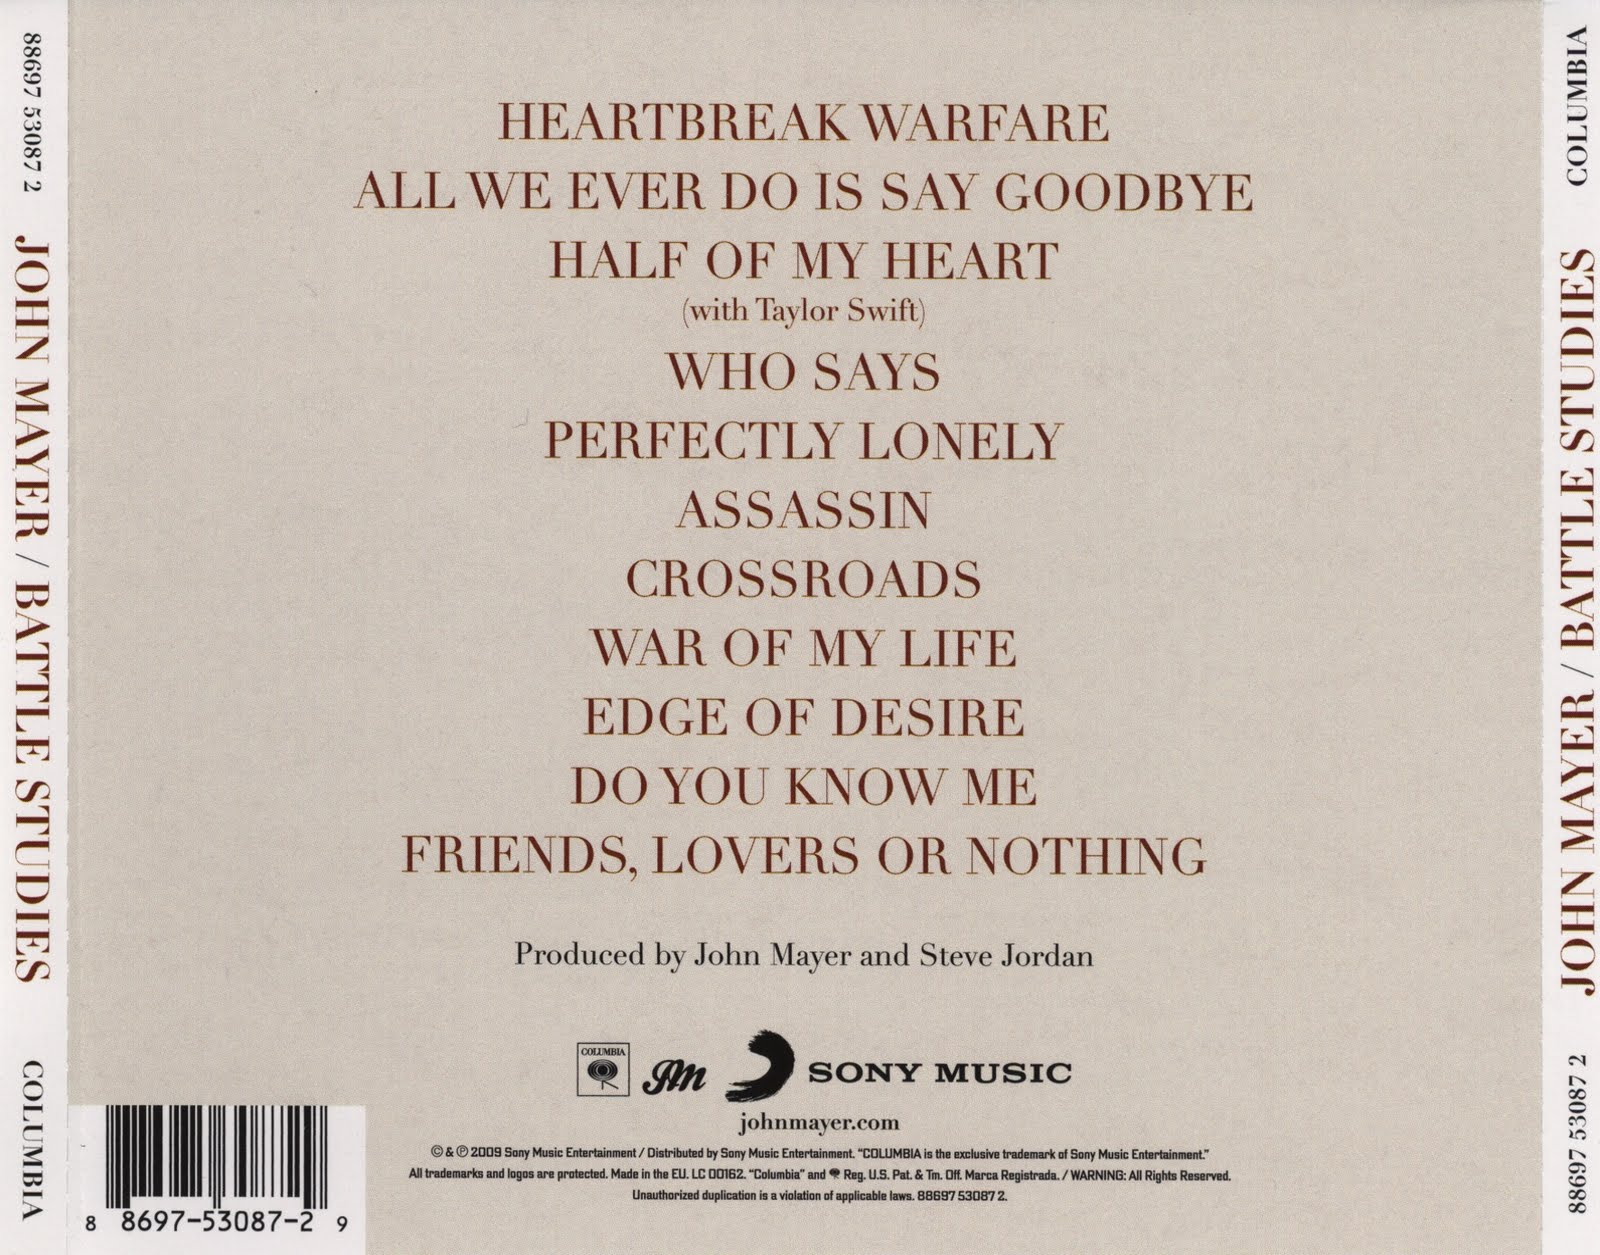 88697 53087 2
JOHN MAYER / BATTLE STUDIES
COLUMBIA
HEARTBREAK WARFARE
ALL WE EVER DO IS SAY GOODBYE
HALF OF MY HEART
(with Taylor Swift)
WHO SAYS
PERFECTLY LONELY
ASSASSIN
CROSSROADS
WAR OF MY LIFE
EDGE OF DESIRE
DO YOU KNOW ME
FRIENDS, LOVERS OR NOTHING
Produced by John Mayer and Steve Jordan
COLUMBIA
SONY MUSIC
johnmayer.com
© & ℗ 2009 Sony Music Entertainment / Distributed by Sony Music Entertainment. "COLUMBIA is the exclusive trademark of Sony Music Entertainment."
All trademarks and logos are protected. Made in the EU. LC 00162. "Columbia" and Reg. U.S. Pat. & Tm. Off. Marca Registrada. / WARNING: All Rights Reserved.
Unauthorized duplication is a violation of applicable laws. 88697 53087 2.
8 8697-53087-2 9
COLUMBIA
JOHN MAYER / BATTLE STUDIES
88697 53087 2